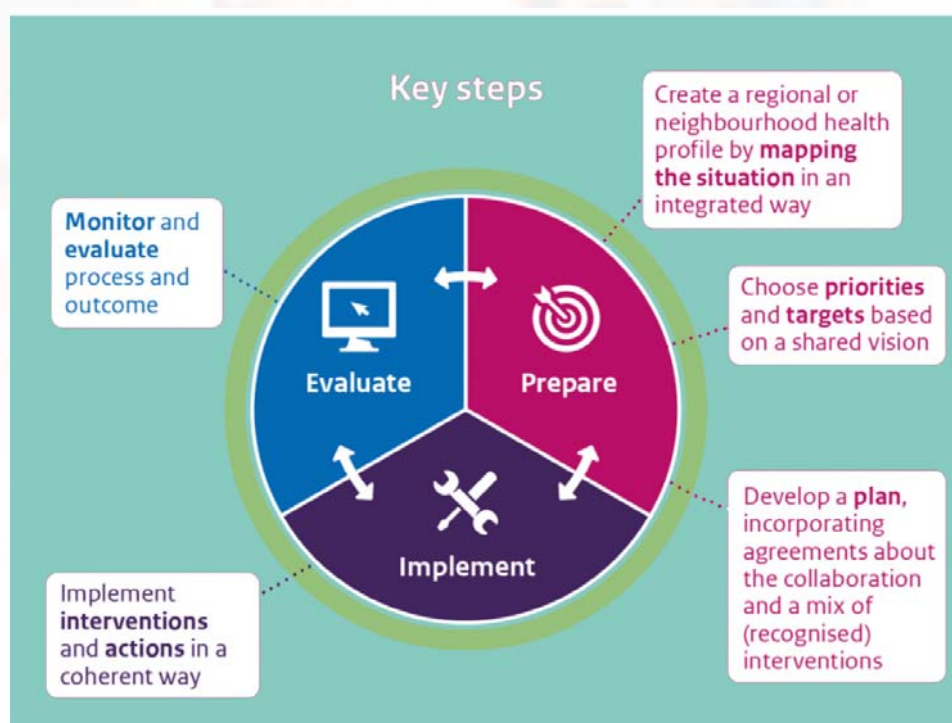 Key steps
Create a regional or
neighbourhood health
profile by mapping
the situation in an
integrated way
Monitor and
evaluate
process and
outcome
Choose priorities
and targets based
on a shared vision
Evaluate
Prepare
Implement
Develop a plan,
incorporating
agreements about
the collaboration
and a mix of
(recognised)
interventions
Implement
interventions
and actions in a
coherent way